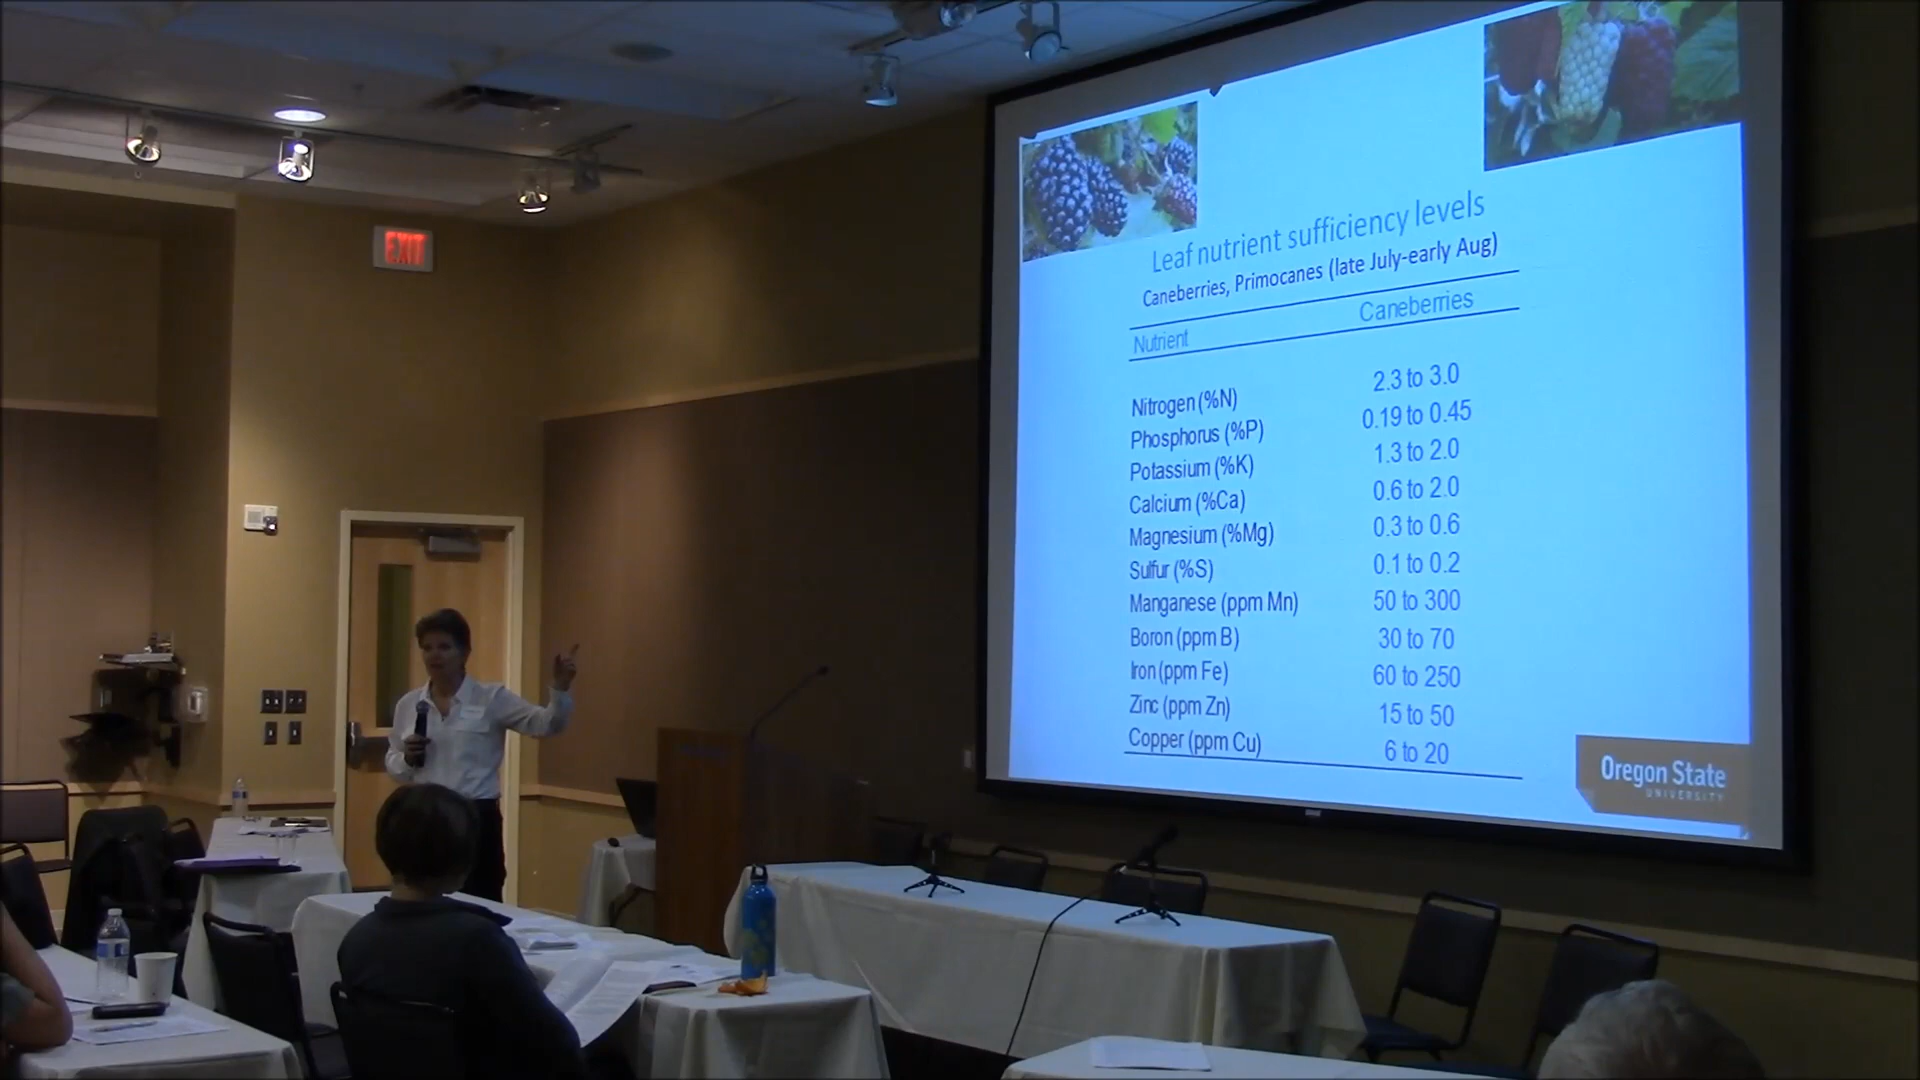 EXIT
Leaf nutrient sufficiency levels
Caneberries, Primocanes (late July-early Aug)
Nutrient Caneberries
Nitrogen (%N) 2.3 to 3.0
Phosphorus (%P) 0.19 to 0.45
Potassium (%K) 1.3 to 2.0
Calcium (%Ca) 0.6 to 2.0
Magnesium (%Mg) 0.3 to 0.6
Sulfur (%S) 0.1 to 0.2
Manganese (ppm Mn) 50 to 300
Boron (ppm B) 30 to 70
Iron (ppm Fe) 60 to 250
Zinc (ppm Zn) 15 to 50
Copper (ppm Cu) 6 to 20
Oregon State
UNIVERSITY